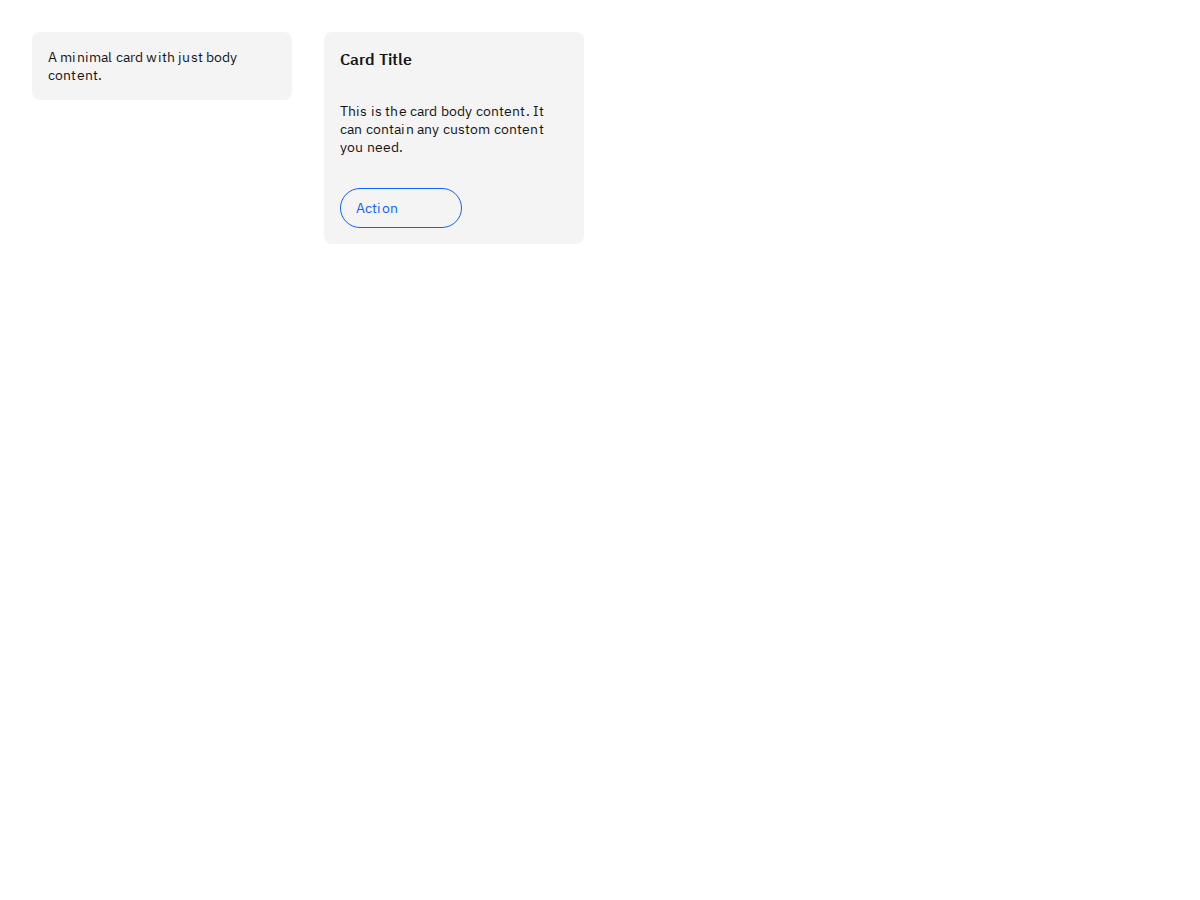 A minimal card with just body
content.
Card Title
This is the card body content. It
can contain any custom content
you need.
Action